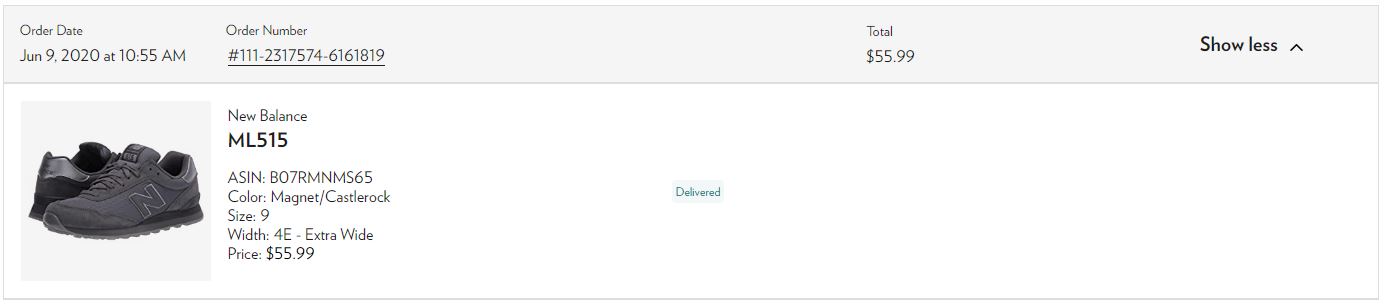 Order Date
Jun 9, 2020 at 10:55 AM
Order Number
#111-2317574-6161819
Total
$55.99
Show less
New Balance
ML515
ASIN: B07RMNMS65
Color: Magnet/Castlerock
Size: 9
Width: 4E - Extra Wide
Price: $55.99
Delivered
N